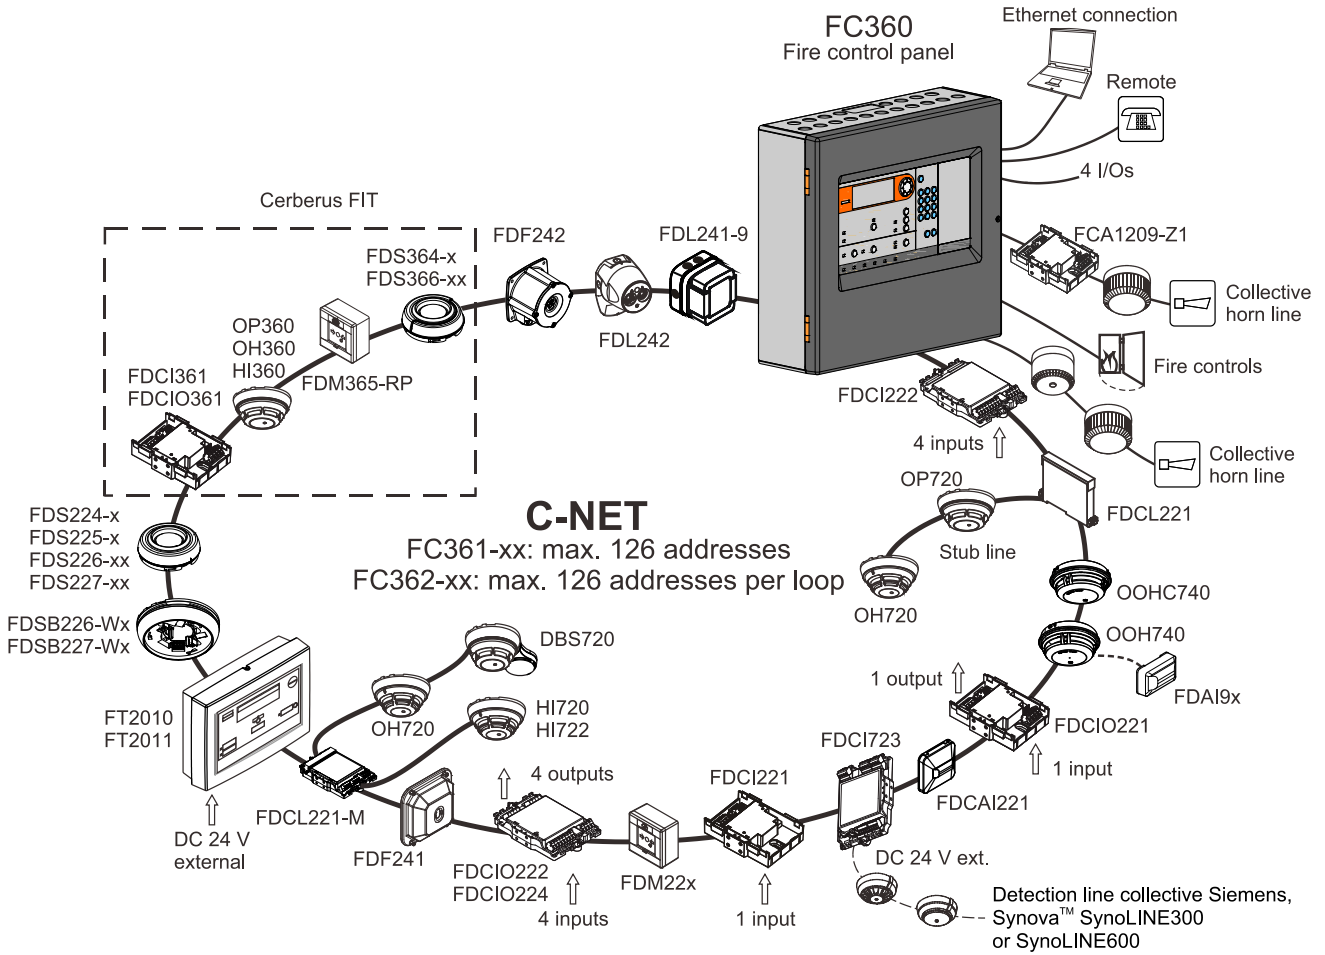 Ethernet connection
FC360
Fire control panel
Remote
4 I/Os
Cerberus FIT
FDF242
FDL241-9
FCA1209-Z1
FDS364-x
FDS366-xx
Collective
horn line
OP360
OH360
HI360
FDL242
FDM365-RP
Fire controls
FDCI361
FDCIO361
FDCI222
4 inputs
Collective
horn line
OP720
FDCL221
C-NET
FC361-xx: max. 126 addresses
FC362-xx: max. 126 addresses per loop
FDS224-x
FDS225-x
FDS226-xx
FDS227-xx
Stub line
OH720
OOHC740
FDSB226-Wx
FDSB227-Wx
DBS720
OOH740
1 output
FDAI9x
FT2010
FT2011
OH720
HI720
HI722
FDCIO221
FDCI723
1 input
4 outputs
FDCI221
FDCAI221
FDCL221-M
DC 24 V
external
FDF241
FDCIO222
FDCIO224
4 inputs
FDM22x
1 input
DC 24 V ext.
Detection line collective Siemens,
Synova™ SynoLINE300
or SynoLINE600